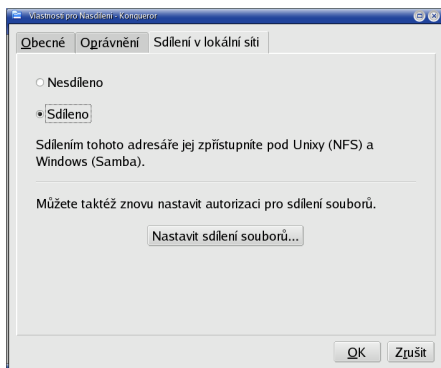 Vlastnosti pro Nasdíleni - Konqueror
Obecné Oprávnění Sdílení v lokální síti
Nesdíleno
Sdíleno
Sdílením tohoto adresáře jej zpřístupníte pod Unixy (NFS) a
Windows (Samba).
Můžete taktéž znovu nastavit autorizaci pro sdílení souborů.
Nastavit sdílení souborů...
OK Zrušit